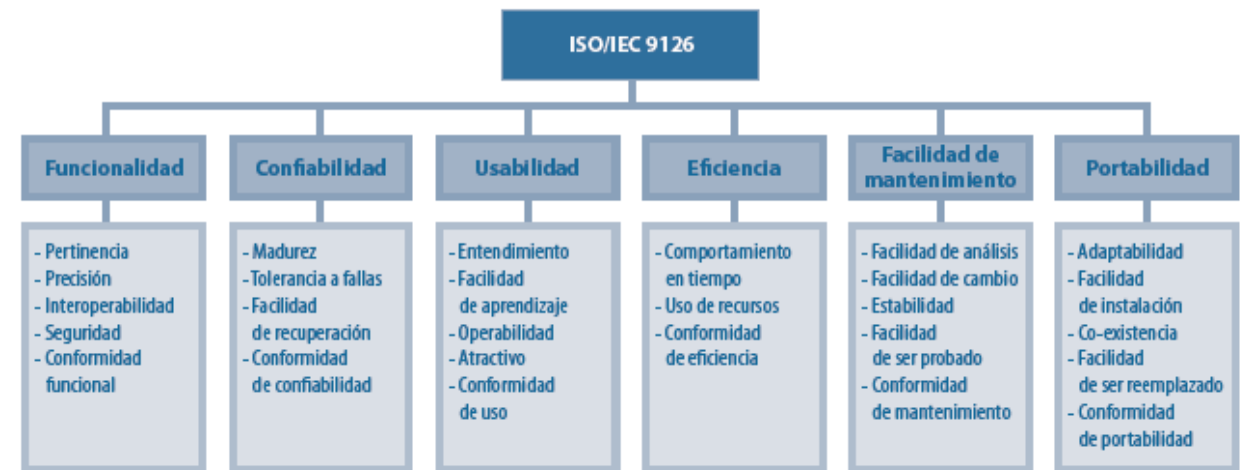 ISO/IEC 9126
Funcionalidad
Confiabilidad
Usabilidad
Eficiencia
Facilidad de
mantenimiento
Portabilidad
- Pertinencia
- Precisión
- Interoperabilidad
- Seguridad
- Conformidad
funcional
- Madurez
- Tolerancia a fallas
- Facilidad
de recuperación
- Conformidad
de confiabilidad
- Entendimiento
- Facilidad
de aprendizaje
- Operabilidad
- Atractivo
- Conformidad
de uso
- Comportamiento
en tiempo
- Uso de recursos
- Conformidad
de eficiencia
- Facilidad de análisis
- Facilidad de cambio
- Estabilidad
- Facilidad
de ser probado
- Conformidad
de mantenimiento
- Adaptabilidad
- Facilidad
de instalación
- Co-existencia
- Facilidad
de ser reemplazado
- Conformidad
de portabilidad